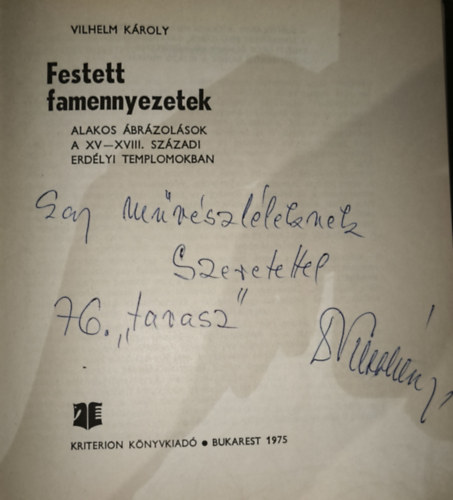 VILHELM KÁROLY
Festett
famennyezetek
ALAKOS ÁBRÁZOLÁSOK
A XV—XVIII. SZÁZADI
ERDÉLYI TEMPLOMOKBAN
Egy művészléleknek
Szeretettel
76. „tavasz"
KRITERION KÖNYVKIADÓ ● BUKAREST 1975